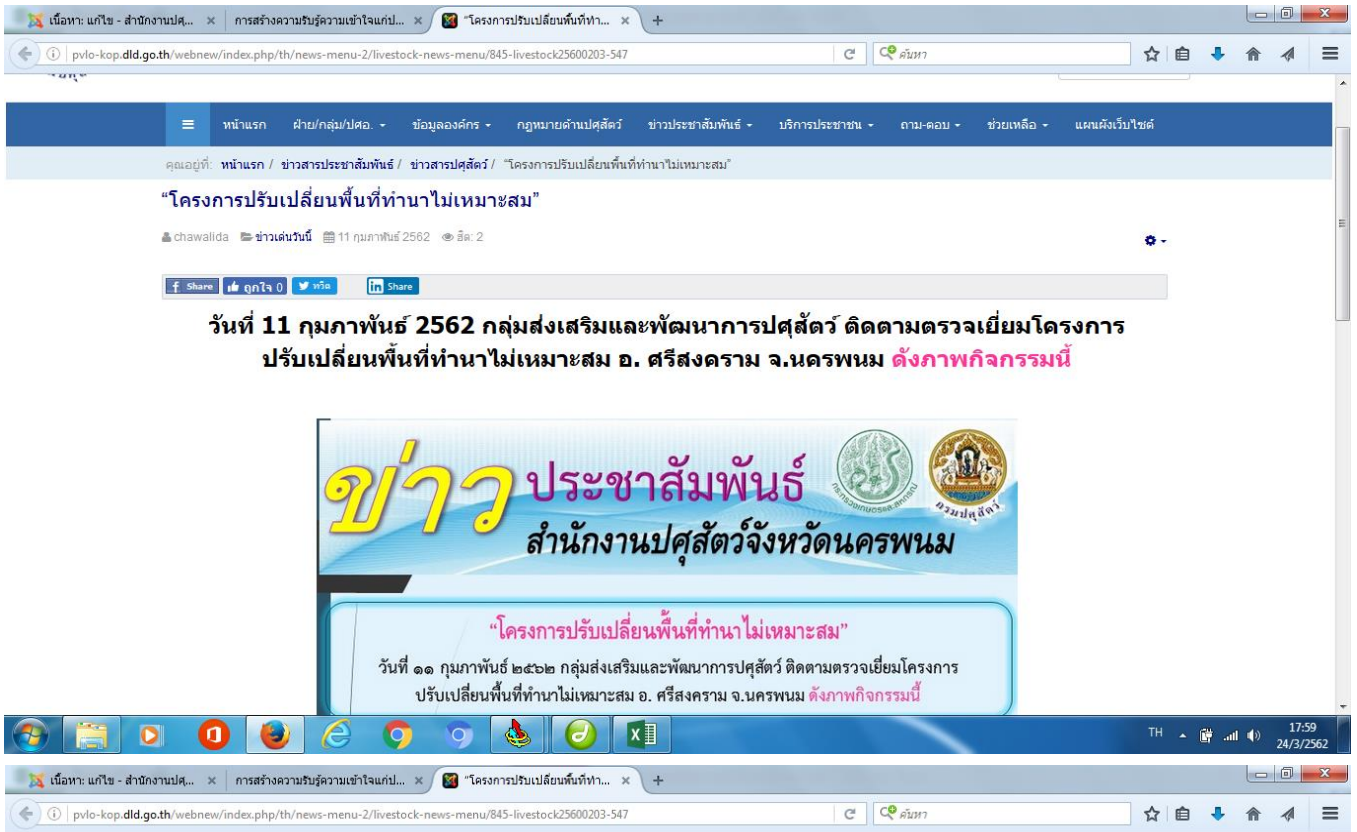 เนื้อหา: แก้ไข - สำนักงานปศุ... × การสร้างความรับรู้ความเข้าใจแก่ป... × “โครงการปรับเปลี่ยนพื้นที่ทำ... × +
pvlo-kop.dld.go.th/webnew/index.php/th/news-menu-2/livestock-news-menu/845-livestock25600203-547 ค้นหา
หน้าแรก ฝ่าย/กลุ่ม/ปศอ. ข้อมูลองค์กร กฎหมายด้านปศุสัตว์ ข่าวประชาสัมพันธ์ บริการประชาชน ถาม-ตอบ ช่วยเหลือ แผนผังเว็บไซต์
คุณอยู่ที่: หน้าแรก / ข่าวสารประชาสัมพันธ์ / ข่าวสารปศุสัตว์ / “โครงการปรับเปลี่ยนพื้นที่ทำนาไม่เหมาะสม”
“โครงการปรับเปลี่ยนพื้นที่ทำนาไม่เหมาะสม”
chawalida ข่าวเด่นวันนี้ 11 กุมภาพันธ์ 2562 ฮิต: 2
f Share ถูกใจ 0 ทวีต in Share
วันที่ 11 กุมภาพันธ์ 2562 กลุ่มส่งเสริมและพัฒนาการปศุสัตว์ ติดตามตรวจเยี่ยมโครงการ
ปรับเปลี่ยนพื้นที่ทำนาไม่เหมาะสม อ. ศรีสงคราม จ.นครพนม ดังภาพกิจกรรมนี้
ข่าว ประชาสัมพันธ์
กระทรวงเกษตรและสหกรณ์ กรมปศุสัตว์
สำนักงานปศุสัตว์จังหวัดนครพนม
“โครงการปรับเปลี่ยนพื้นที่ทำนาไม่เหมาะสม”
วันที่ ๑๑ กุมภาพันธ์ ๒๕๖๒ กลุ่มส่งเสริมและพัฒนาการปศุสัตว์ ติดตามตรวจเยี่ยมโครงการ
ปรับเปลี่ยนพื้นที่ทำนาไม่เหมาะสม อ. ศรีสงคราม จ.นครพนม ดังภาพกิจกรรมนี้
TH 17:59
24/3/2562
เนื้อหา: แก้ไข - สำนักงานปศุ... × การสร้างความรับรู้ความเข้าใจแก่ป... × “โครงการปรับเปลี่ยนพื้นที่ทำ... × +
pvlo-kop.dld.go.th/webnew/index.php/th/news-menu-2/livestock-news-menu/845-livestock25600203-547 ค้นหา